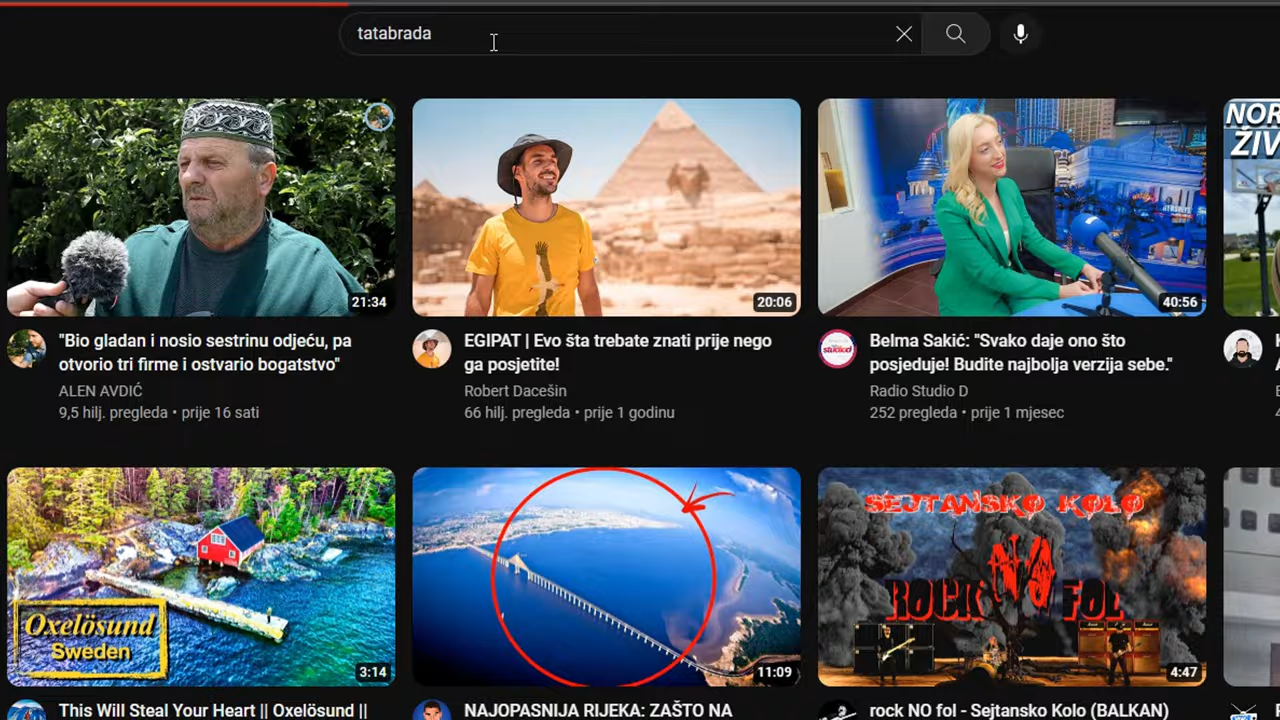 tatabrada
NOR
ŽIV
21:34
20:06
40:56
"Bio gladan i nosio sestrinu odjeću, pa
otvorio tri firme i ostvario bogatstvo"
ALEN AVDIĆ
9,5 hilj. pregleda • prije 16 sati
EGIPAT | Evo šta trebate znati prije nego
ga posjetite!
Robert Dacešin
66 hilj. pregleda • prije 1 godinu
Belma Sakić: "Svako daje ono što
posjeduje! Budite najbolja verzija sebe."
Radio Studio D
252 pregleda • prije 1 mjesec
Oxelösund
Sweden
3:14
11:09
SEJTANSKO KOLO
ROCK NO FOL
4:47
This Will Steal Your Heart || Oxelösund ||
NAJOPASNIJA RIJEKA: ZAŠTO NA
rock NO fol - Sejtansko Kolo (BALKAN)